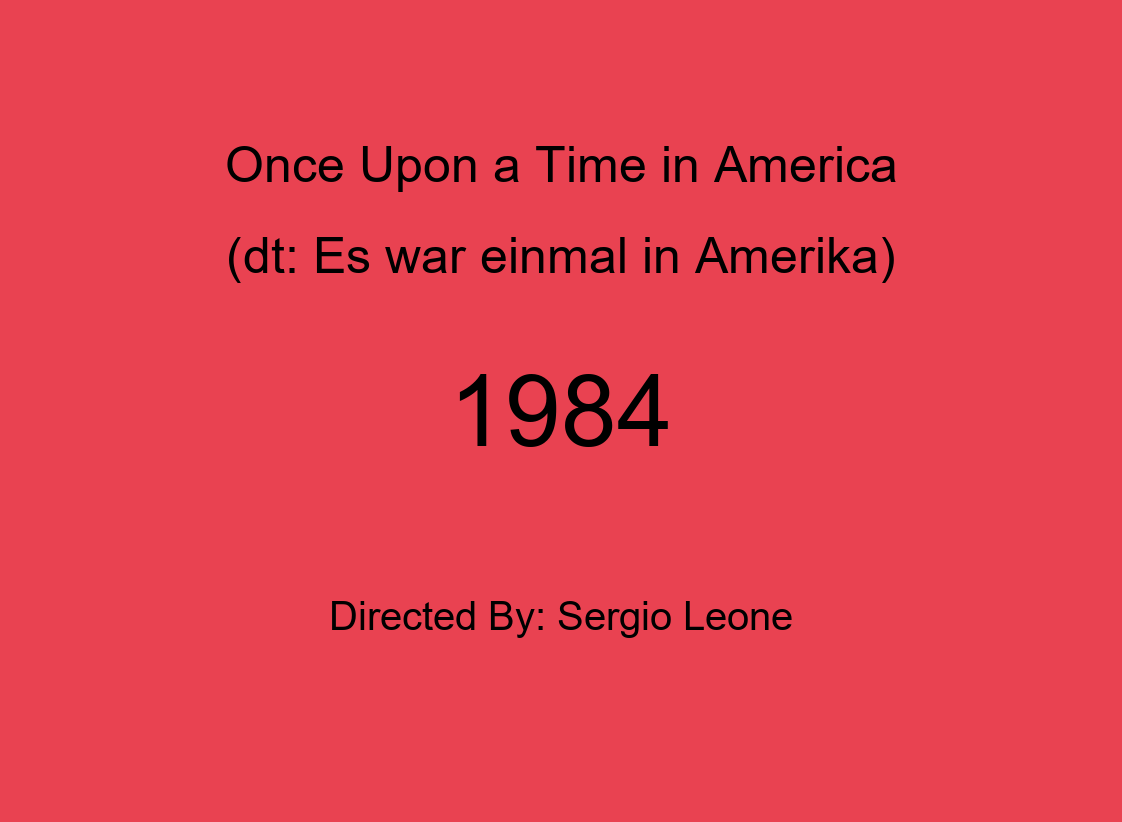 Once Upon a Time in America
(dt: Es war einmal in Amerika)
1984
Directed By: Sergio Leone